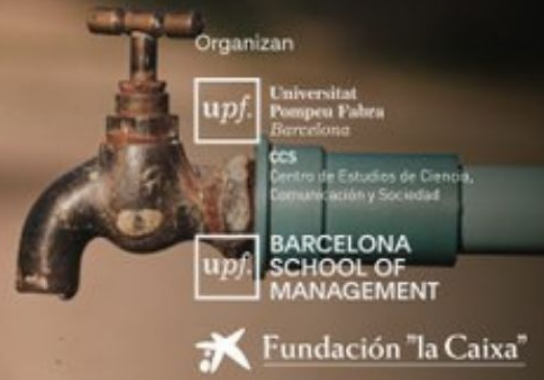 Organizan
upf.
Universitat
Pompeu Fabra
Barcelona
CCS
Centro de Estudios de Ciencia,
Comunicación y Sociedad
upf.
BARCELONA
SCHOOL OF
MANAGEMENT
Fundación "la Caixa"